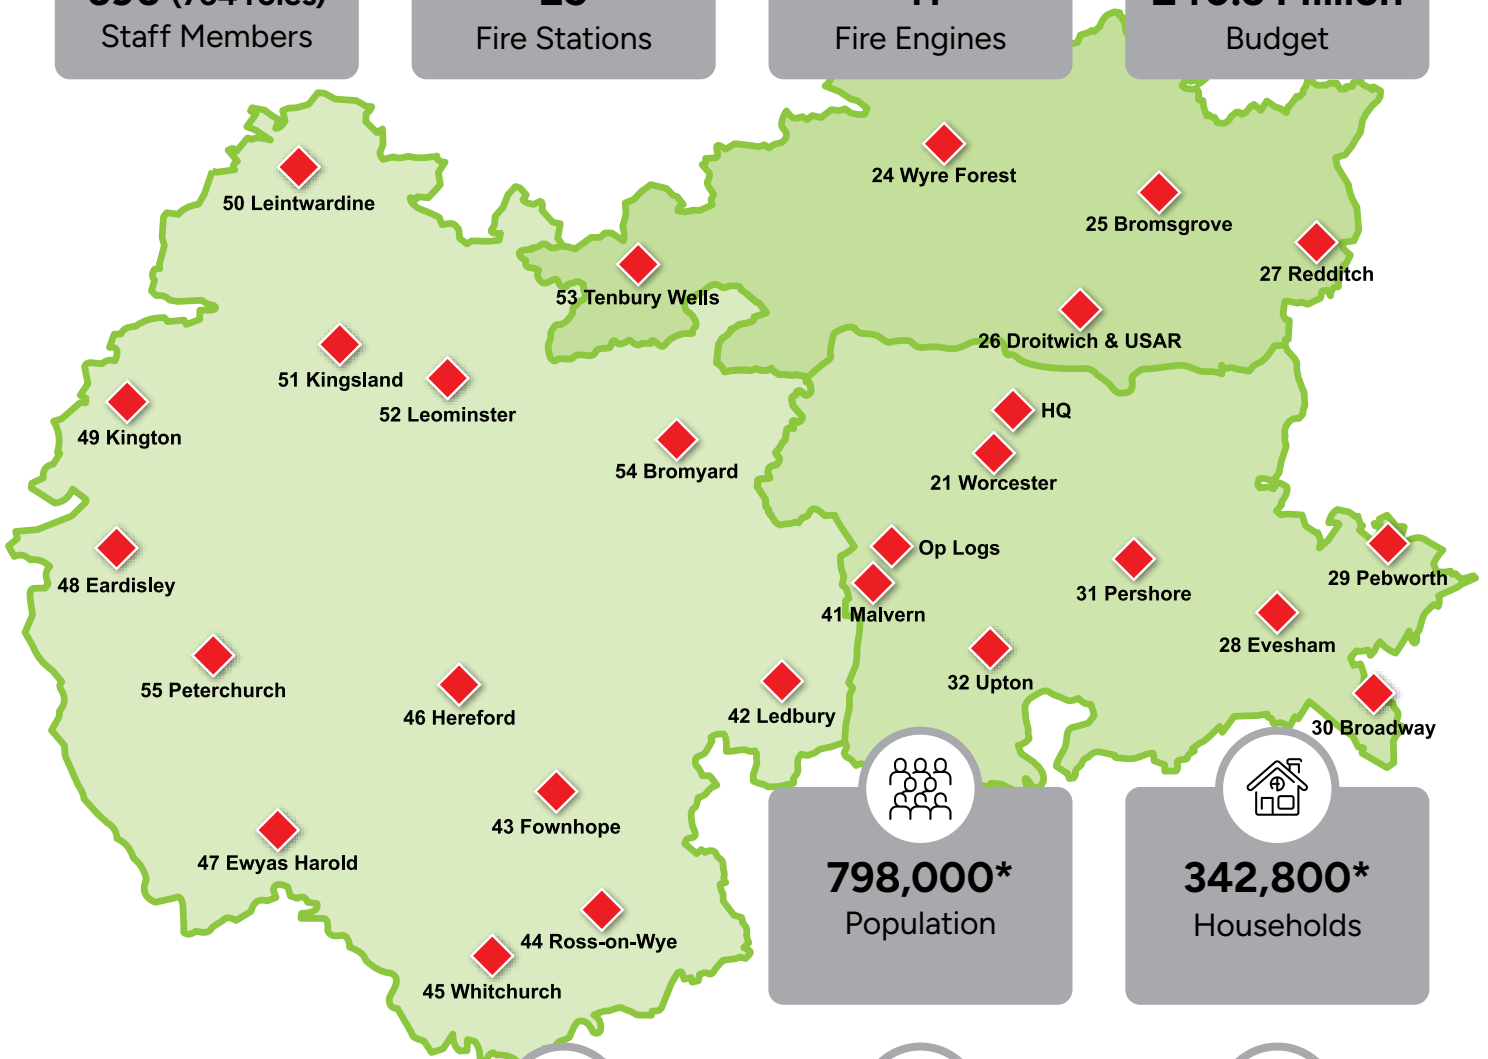 Staff Members
Fire Stations
Fire Engines
Budget
24 Wyre Forest
50 Leintwardine
25 Bromsgrove
27 Redditch
53 Tenbury Wells
26 Droitwich & USAR
51 Kingsland
52 Leominster
HQ
49 Kington
54 Bromyard
21 Worcester
Op Logs
48 Eardisley
29 Pebworth
31 Pershore
41 Malvern
28 Evesham
55 Peterchurch
32 Upton
46 Hereford
42 Ledbury
30 Broadway
43 Fownhope
47 Ewyas Harold
798,000*
Population
342,800*
Households
44 Ross-on-Wye
45 Whitchurch